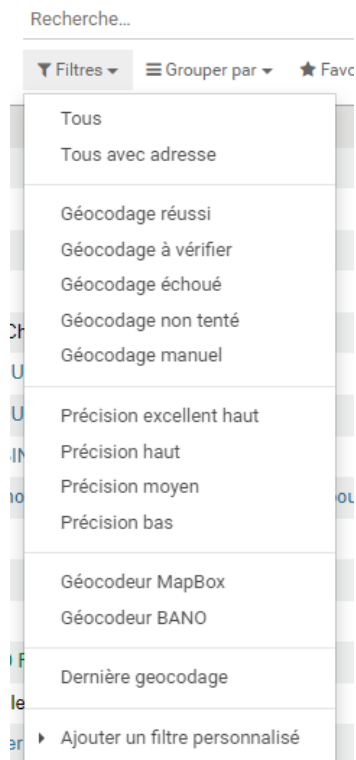 Recherche...
Filtres Grouper par Favo
Tous
Tous avec adresse
Géocodage réussi
Géocodage à vérifier
Géocodage échoué
Géocodage non tenté
Géocodage manuel
Précision excellent haut
Précision haut
Précision moyen
Précision bas
Géocodeur MapBox
Géocodeur BANO
Dernière geocodage
Ajouter un filtre personnalisé